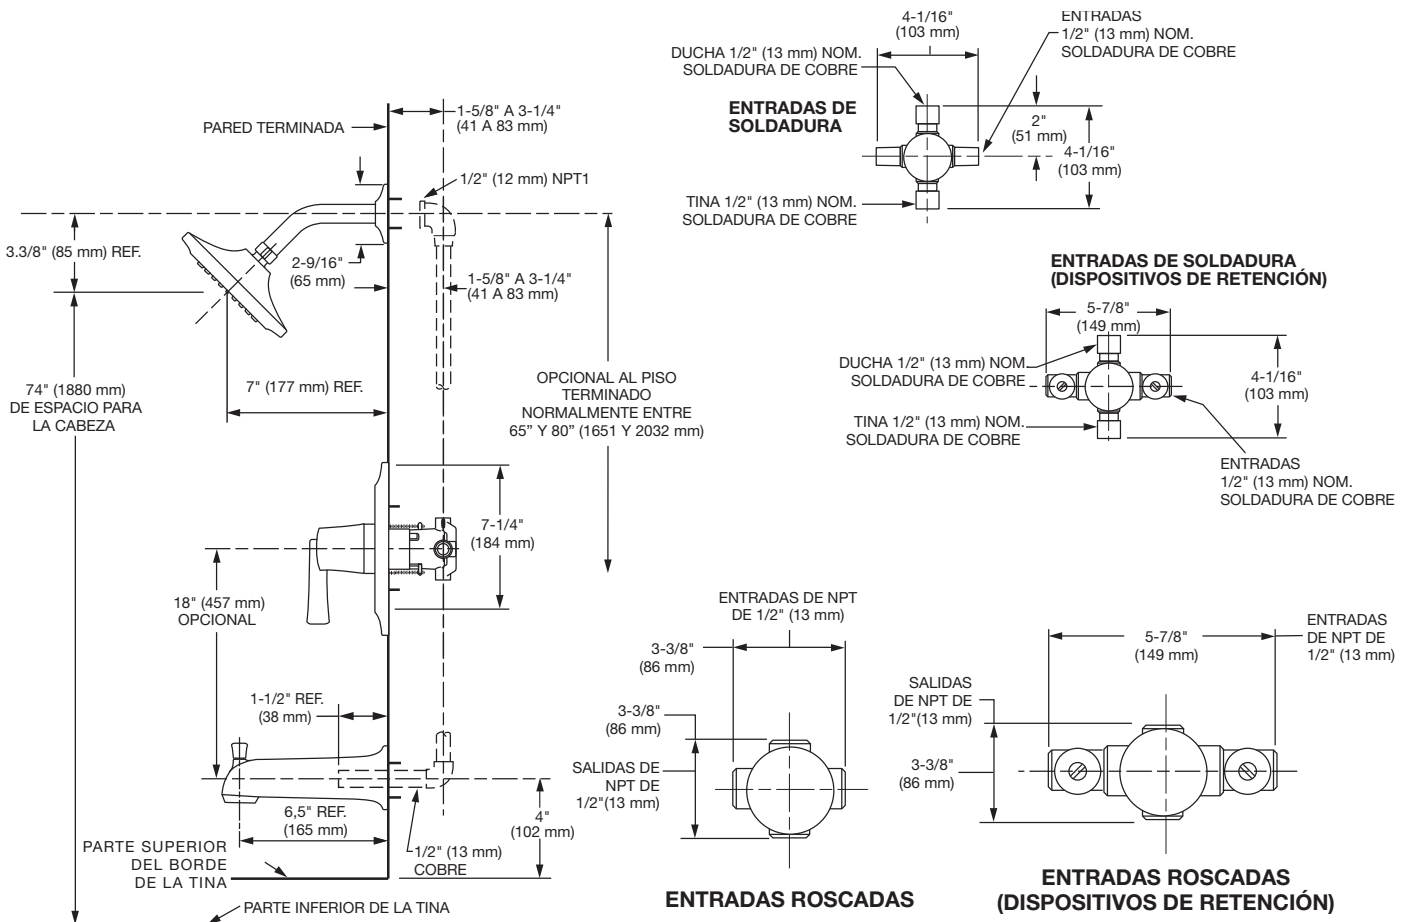 PARED TERMINADA
1-5/8" A 3-1/4"
(41 A 83 mm)
1/2" (12 mm) NPT1
3.3/8" (85 mm) REF.
2-9/16"
(65 mm)
1-5/8" A 3-1/4"
(41 A 83 mm)
74" (1880 mm)
DE ESPACIO PARA
LA CABEZA
7" (177 mm) REF.
OPCIONAL AL PISO
TERMINADO
NORMALMENTE ENTRE
65” Y 80” (1651 Y 2032 mm)
7-1/4"
(184 mm)
18" (457 mm)
OPCIONAL
1-1/2" REF.
(38 mm)
6,5" REF.
(165 mm)
4"
(102 mm)
1/2" (13 mm)
COBRE
PARTE SUPERIOR
DEL BORDE
DE LA TINA
PARTE INFERIOR DE LA TINA
4-1/16"
(103 mm)
ENTRADAS
1/2" (13 mm) NOM.
SOLDADURA DE COBRE
DUCHA 1/2" (13 mm) NOM.
SOLDADURA DE COBRE
ENTRADAS DE
SOLDADURA
2"
(51 mm)
4-1/16"
(103 mm)
TINA 1/2" (13 mm) NOM.
SOLDADURA DE COBRE
ENTRADAS DE SOLDADURA
(DISPOSITIVOS DE RETENCIÓN)
5-7/8"
(149 mm)
DUCHA 1/2" (13 mm) NOM.
SOLDADURA DE COBRE
4-1/16"
(103 mm)
TINA 1/2" (13 mm) NOM.
SOLDADURA DE COBRE
ENTRADAS
1/2" (13 mm) NOM.
SOLDADURA DE COBRE
ENTRADAS DE NPT
DE 1/2" (13 mm)
3-3/8"
(86 mm)
3-3/8"
(86 mm)
SALIDAS DE
NPT DE
1/2"(13 mm)
ENTRADAS ROSCADAS
5-7/8"
(149 mm)
ENTRADAS
DE NPT DE
1/2" (13 mm)
SALIDAS
DE NPT DE
1/2"(13 mm)
3-3/8"
(86 mm)
ENTRADAS ROSCADAS
(DISPOSITIVOS DE RETENCIÓN)